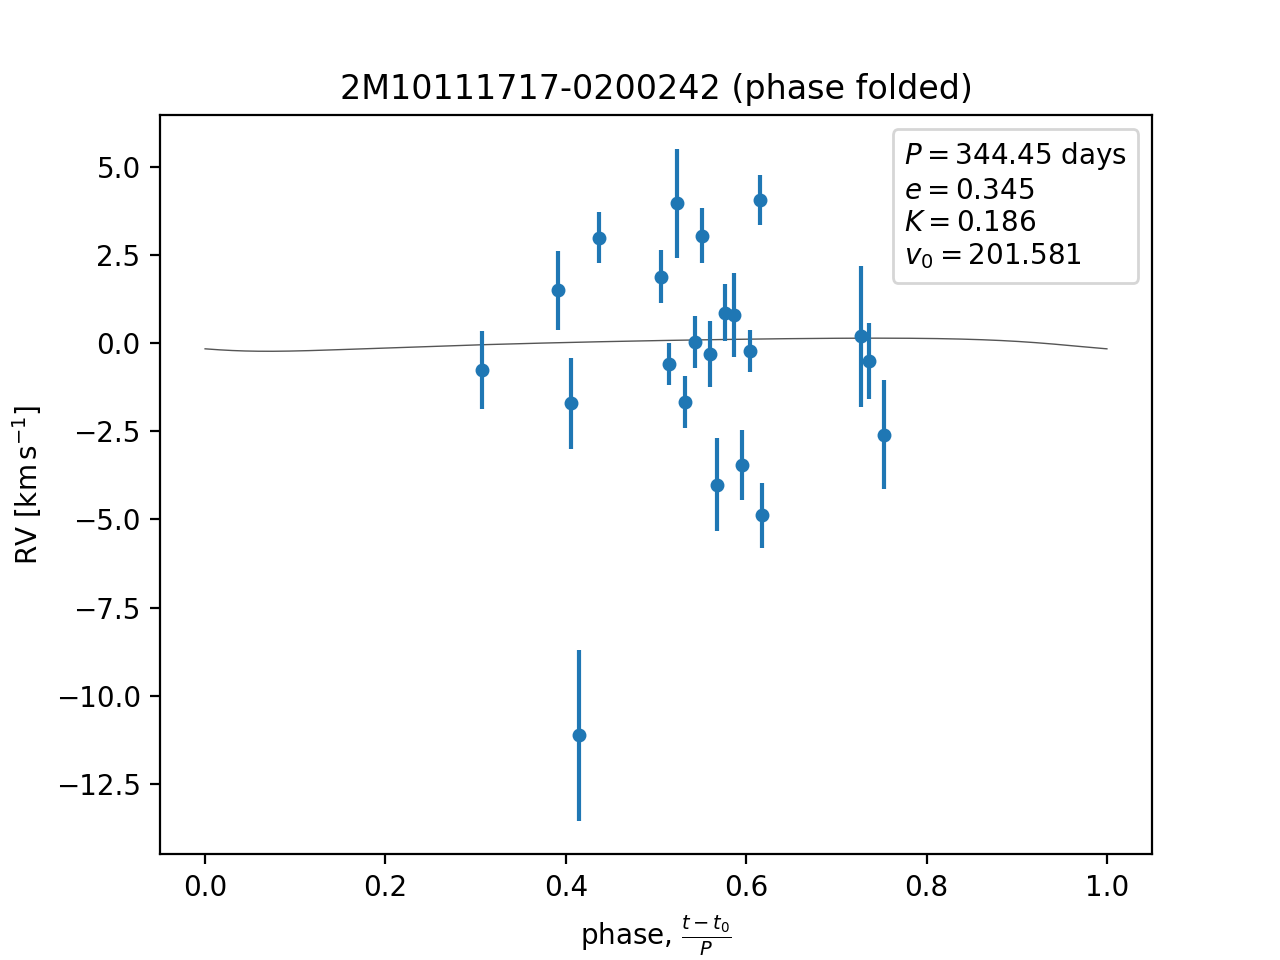 2M10111717-0200242 (phase folded)
P = 344.45 days
e = 0.345
K = 0.186
v₀ = 201.581
5.0
2.5
0.0
−2.5
−5.0
−7.5
−10.0
−12.5
RV [km s⁻¹]
0.0 0.2 0.4 0.6 0.8 1.0
phase, (t − t₀)/P